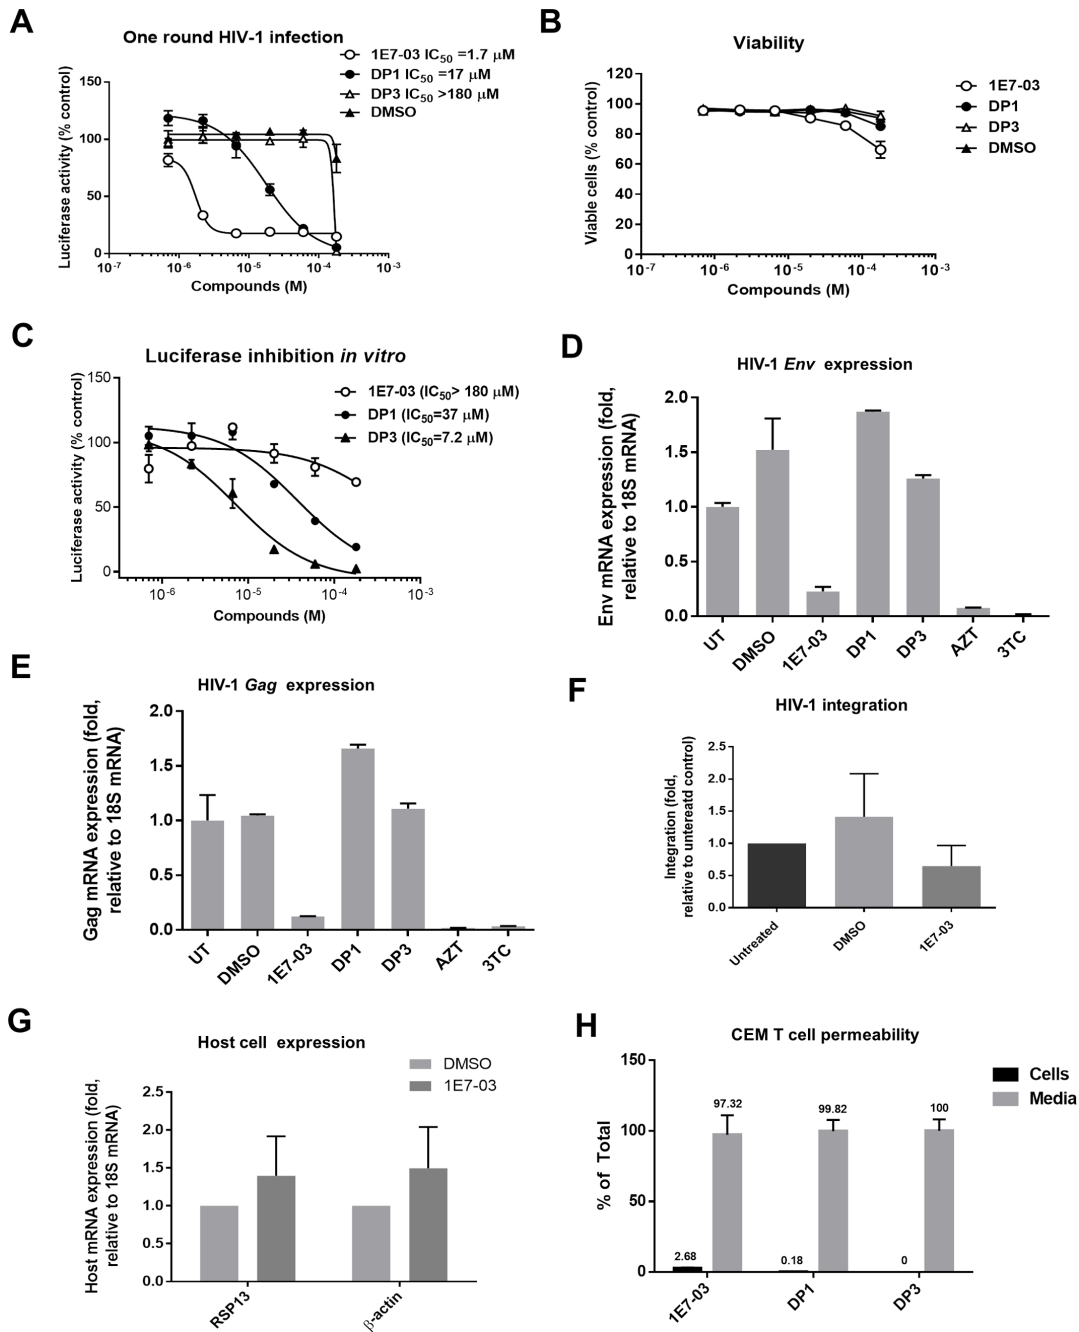 A
One round HIV-1 infection
1E7-03 IC50 =1.7 μM
DP1 IC50 =17 μM
DP3 IC50 >180 μM
DMSO
Luciferase activity (% control)
150
100
50
0
10-7
10-6
10-5
10-4
10-3
Compounds (M)
B
Viability
1E7-03
DP1
DP3
DMSO
Viable cells (% control)
120
100
80
60
40
20
0
10-7
10-6
10-5
10-4
10-3
Compounds (M)
C
Luciferase inhibition in vitro
1E7-03 (IC50> 180 μM)
DP1 (IC50=37 μM)
DP3 (IC50=7.2 μM)
Luciferase activity (% control)
150
100
50
0
10-6
10-5
10-4
10-3
Compounds (M)
D
HIV-1 Env expression
Env mRNA expression (fold,
relative to 18S mRNA)
2.0
1.5
1.0
0.5
0.0
UT
DMSO
1E7-03
DP1
DP3
AZT
3TC
E
HIV-1 Gag expression
Gag mRNA expression (fold,
relative to 18S mRNA)
2.0
1.5
1.0
0.5
0.0
UT
DMSO
1E7-03
DP1
DP3
AZT
3TC
F
HIV-1 integration
Integration (fold,
relative to untereatd control)
2.5
2.0
1.5
1.0
0.5
0.0
Untreated
DMSO
1E7-03
G
Host cell expression
DMSO
1E7-03
Host mRNA expression (fold,
relative to 18S mRNA)
2.5
2.0
1.5
1.0
0.5
0.0
RSP13
β-actin
H
CEM T cell permeability
Cells
Media
% of Total
150
100
50
0
2.68
97.32
0.18
99.82
0
100
1E7-03
DP1
DP3